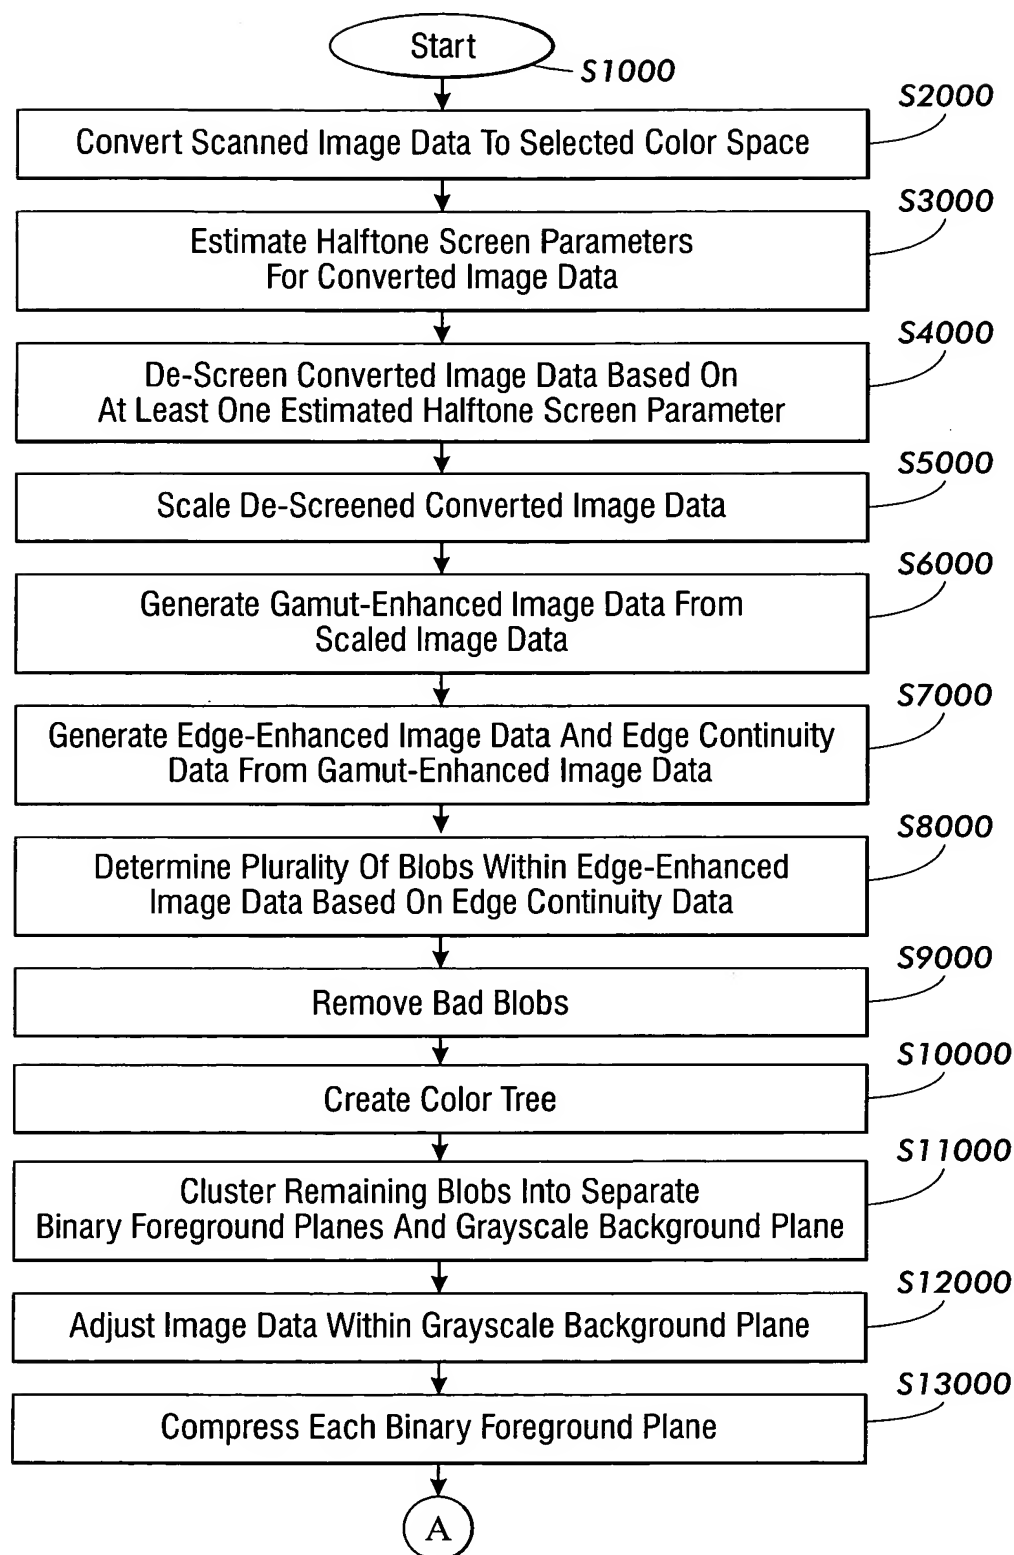 Start
S1000
S2000
Convert Scanned Image Data To Selected Color Space
S3000
Estimate Halftone Screen Parameters
For Converted Image Data
S4000
De-Screen Converted Image Data Based On
At Least One Estimated Halftone Screen Parameter
S5000
Scale De-Screened Converted Image Data
S6000
Generate Gamut-Enhanced Image Data From
Scaled Image Data
S7000
Generate Edge-Enhanced Image Data And Edge Continuity
Data From Gamut-Enhanced Image Data
S8000
Determine Plurality Of Blobs Within Edge-Enhanced
Image Data Based On Edge Continuity Data
S9000
Remove Bad Blobs
S10000
Create Color Tree
S11000
Cluster Remaining Blobs Into Separate
Binary Foreground Planes And Grayscale Background Plane
S12000
Adjust Image Data Within Grayscale Background Plane
S13000
Compress Each Binary Foreground Plane
A